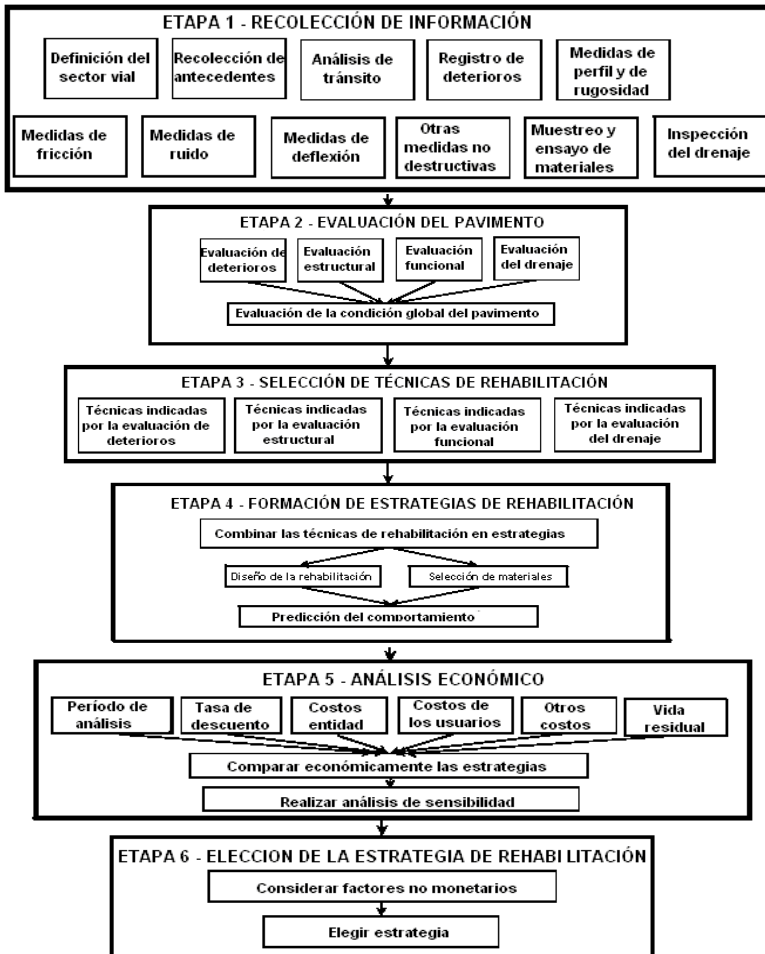 ETAPA 1 - RECOLECCIÓN DE INFORMACIÓN
Definición del
sector vial
Recolección de
antecedentes
Análisis de
tránsito
Registro de
deterioros
Medidas de
perfil y de
rugosidad
Medidas de
fricción
Medidas de
ruido
Medidas de
deflexión
Otras
medidas no
destructivas
Muestreo y
ensayo de
materiales
Inspección
del drenaje
ETAPA 2 - EVALUACIÓN DEL PAVIMENTO
Evaluación de
deterioros
Evaluación
estructural
Evaluación
funcional
Evaluación
del drenaje
Evaluación de la condición global del pavimento
ETAPA 3 - SELECCIÓN DE TÉCNICAS DE REHABILITACIÓN
Técnicas indicadas
por la evaluación de
deterioros
Técnicas indicadas
por la evaluación
estructural
Técnicas indicadas
por la evaluación
funcional
Técnicas indicadas
por la evaluación
del drenaje
ETAPA 4 - FORMACIÓN DE ESTRATEGIAS DE REHABILITACIÓN
Combinar las técnicas de rehabilitación en estrategias
Diseño de la rehabilitación
Selección de materiales
Predicción del comportamiento
ETAPA 5 - ANÁLISIS ECONÓMICO
Período de
análisis
Tasa de
descuento
Costos
entidad
Costos de
los usuarios
Otros
costos
Vida
residual
Comparar económicamente las estrategias
Realizar análisis de sensibilidad
ETAPA 6 - ELECCION DE LA ESTRATEGIA DE REHABILITACIÓN
Considerar factores no monetarios
Elegir estrategia